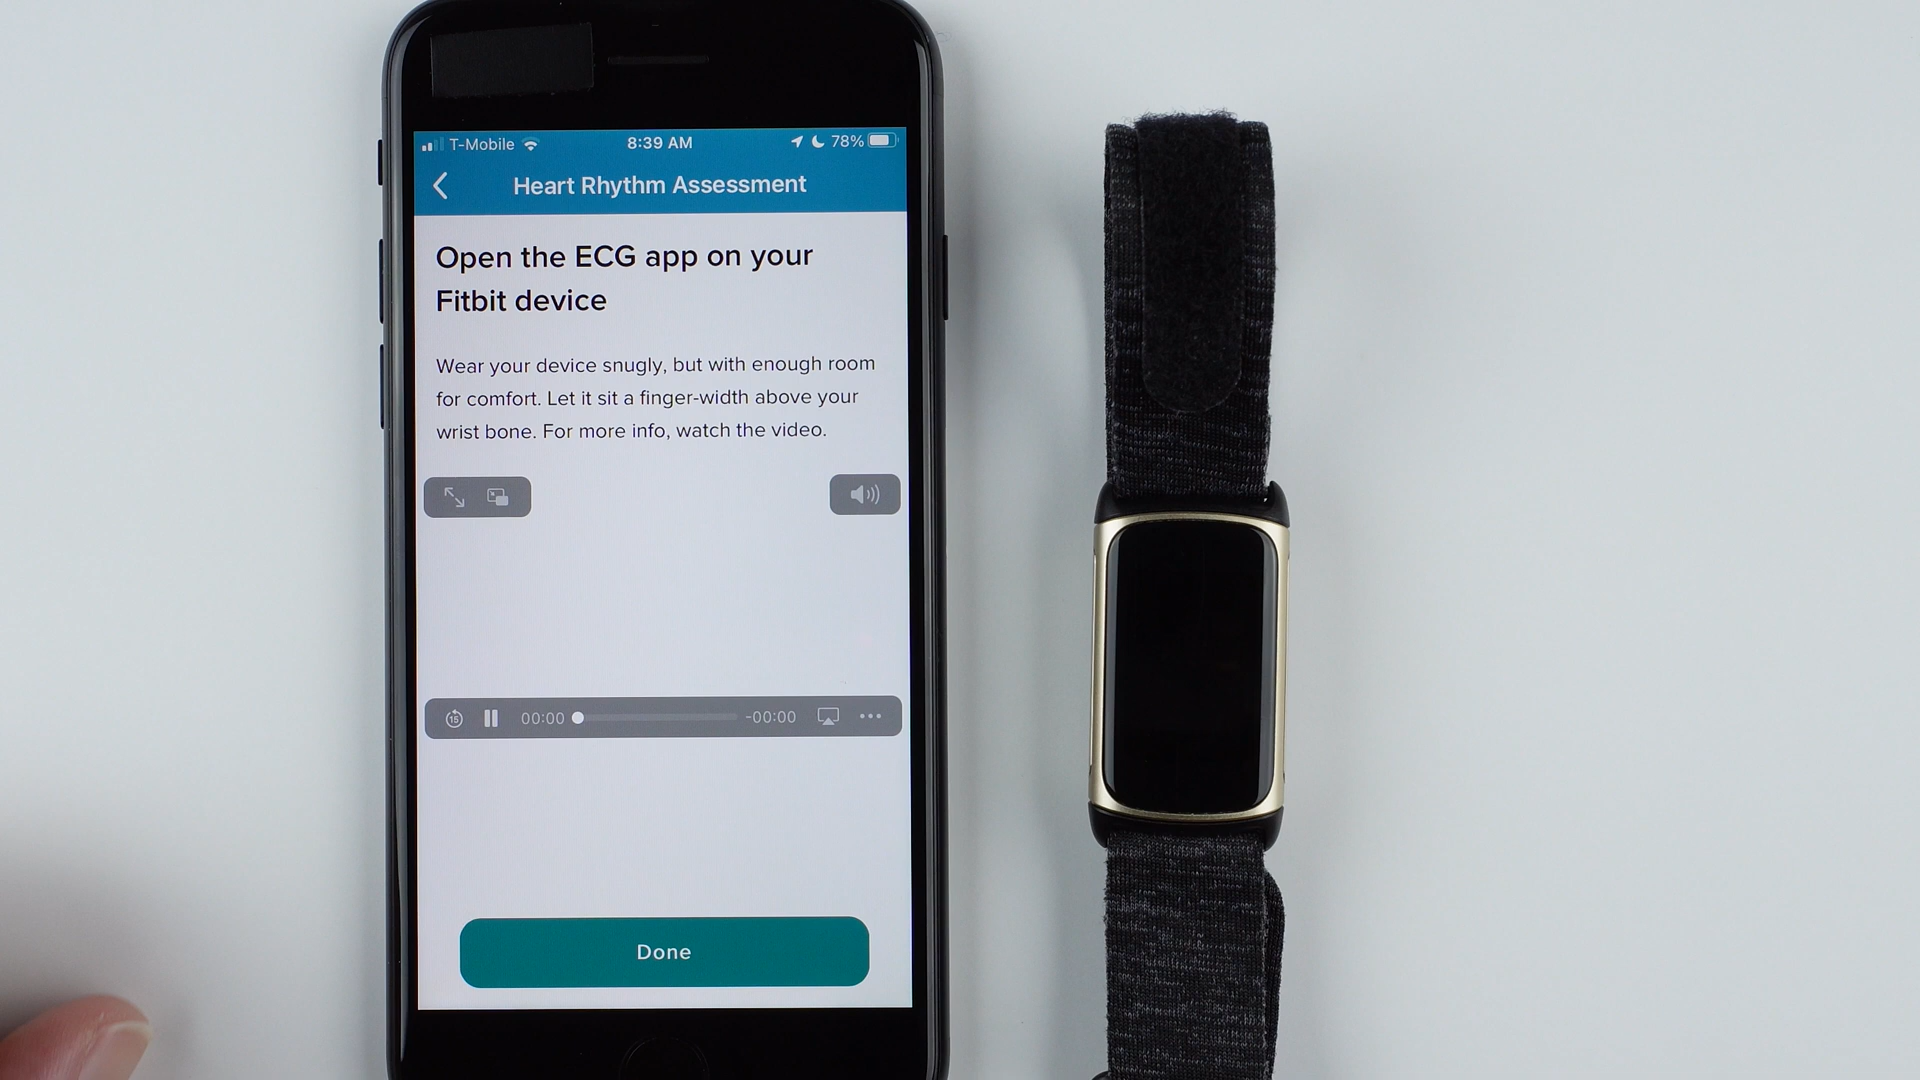 T-Mobile 8:39 AM 78%
Heart Rhythm Assessment
Open the ECG app on your
Fitbit device
Wear your device snugly, but with enough room
for comfort. Let it sit a finger-width above your
wrist bone. For more info, watch the video.
15 00:00 -00:00
Done